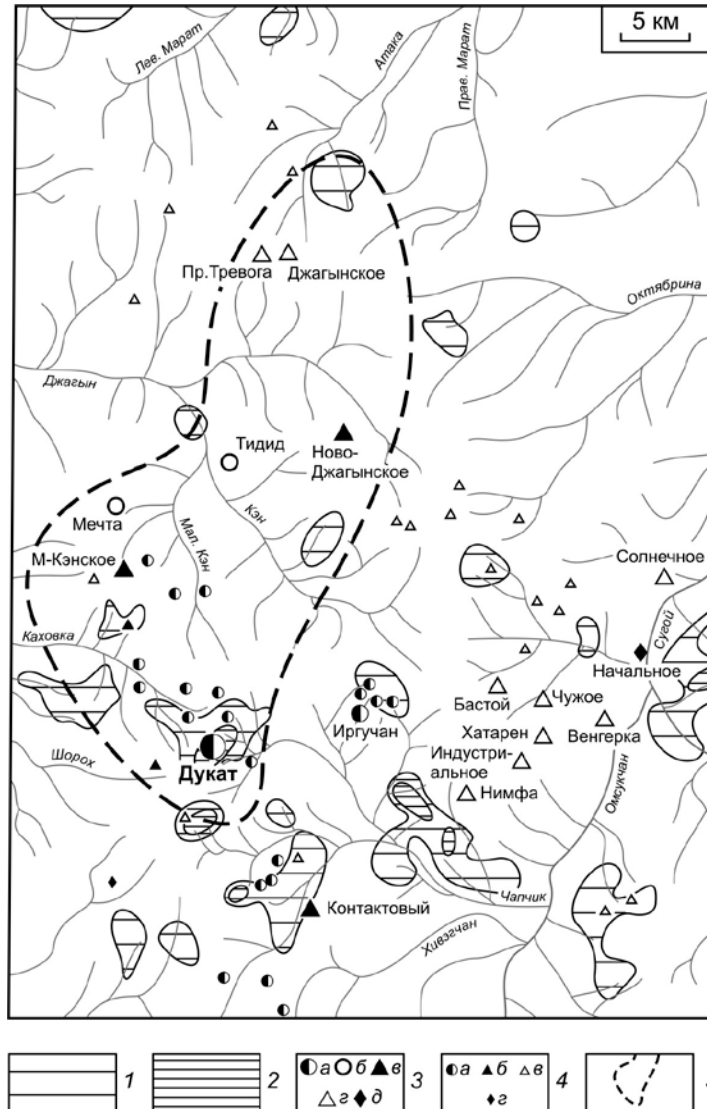 5 км
Лев. Марат
Атака
Прав. Марат
Пр.Тревога
Джагынское
Октябрина
Джагын
Тидид
Ново-
Джагынское
Мечта
Кэн
Мал. Кэн
М-Кэнское
Солнечное
Каховка
Сугой
Начальное
Бастой
Чужое
Иргучан
Хатарен
Венгерка
Индустри-
альное
Шорох
Дукат
Нимфа
Омсукчан
Чапчик
Контактовый
Хивэгчан
1
2
а б в
г д
3
а б в
г
4